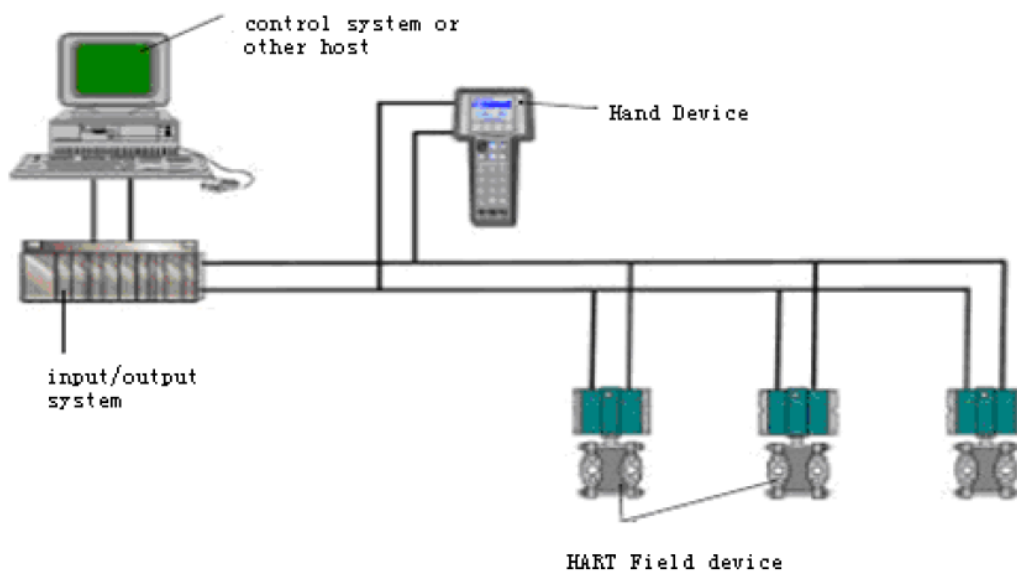 control system or
other host
Hand Device
input/output
system
HART Field device